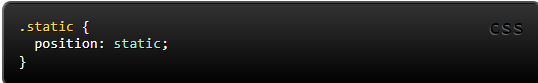 .static {
  position: static;
}
css